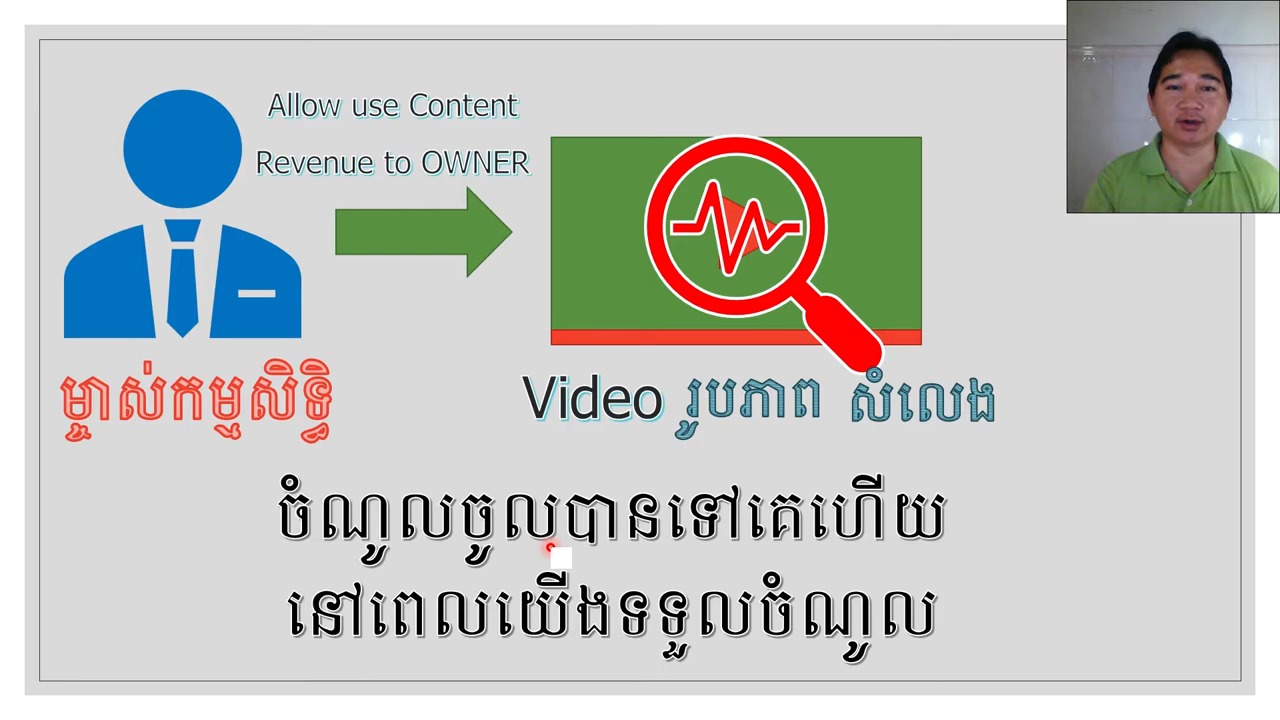 Allow use Content
Revenue to OWNER
ម្ចាស់កម្មសិទ្ធិ
Video រូបភាព សំលេង
ចំណូលចូលបានទៅគេហើយ
នៅពេលយើងទទួលចំណូល